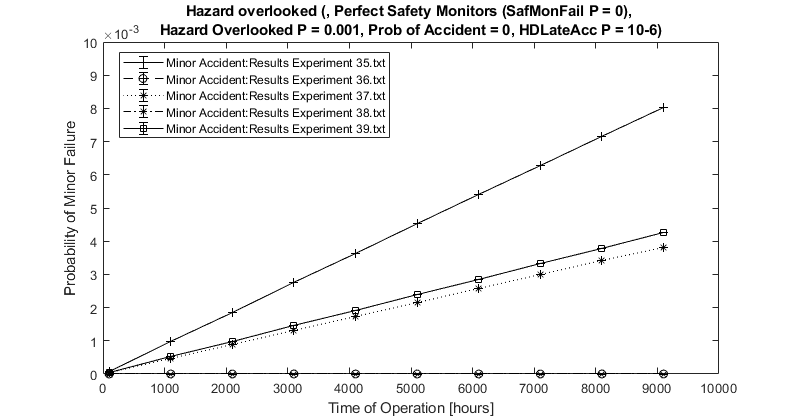 Hazard overlooked (, Perfect Safety Monitors (SafMonFail P = 0),
Hazard Overlooked P = 0.001, Prob of Accident = 0, HDLateAcc P = 10-6)
×10⁻³
10
9
8
7
6
5
4
3
2
1
0
Probability of Minor Failure
Minor Accident:Results Experiment 35.txt
Minor Accident:Results Experiment 36.txt
Minor Accident:Results Experiment 37.txt
Minor Accident:Results Experiment 38.txt
Minor Accident:Results Experiment 39.txt
0 1000 2000 3000 4000 5000 6000 7000 8000 9000 10000
Time of Operation [hours]